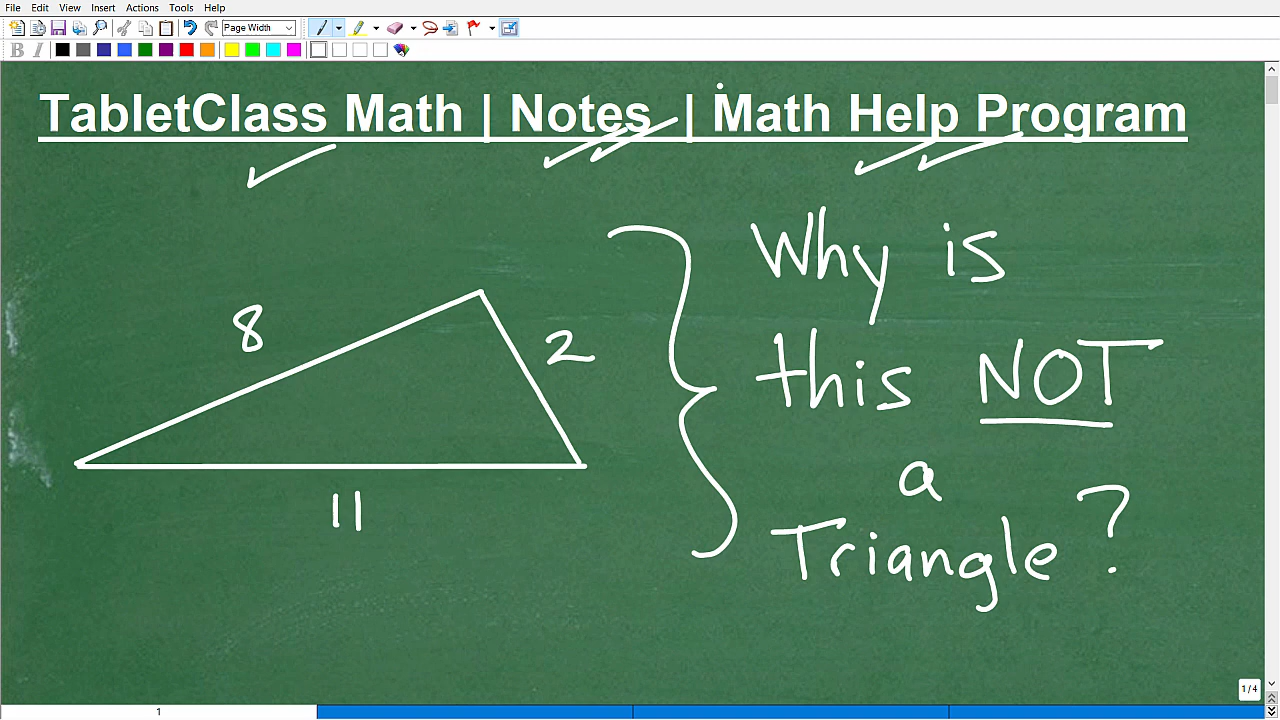 File Edit View Insert Actions Tools Help
Page Width
B I
TabletClass Math | Notes | Math Help Program
Why is
this NOT
a
Triangle?
8
2
11
1/4
1